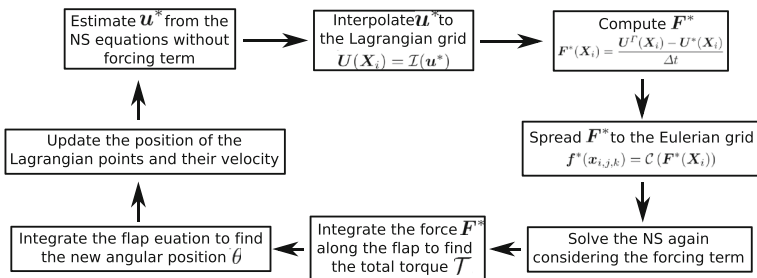 Estimate u* from the
NS equations without
forcing term
Interpolate u* to
the Lagrangian grid
U(X_i) = I(u*)
Compute F*
F*(X_i) = (U^Γ(X_i) − U*(X_i)) / Δt
Spread F* to the Eulerian grid
f*(x_{i,j,k}) = C (F*(X_i))
Solve the NS again
considering the forcing term
Integrate the force F*
along the flap to find
the total torque T
Integrate the flap euation to find
the new angular position θ
Update the position of the
Lagrangian points and their velocity